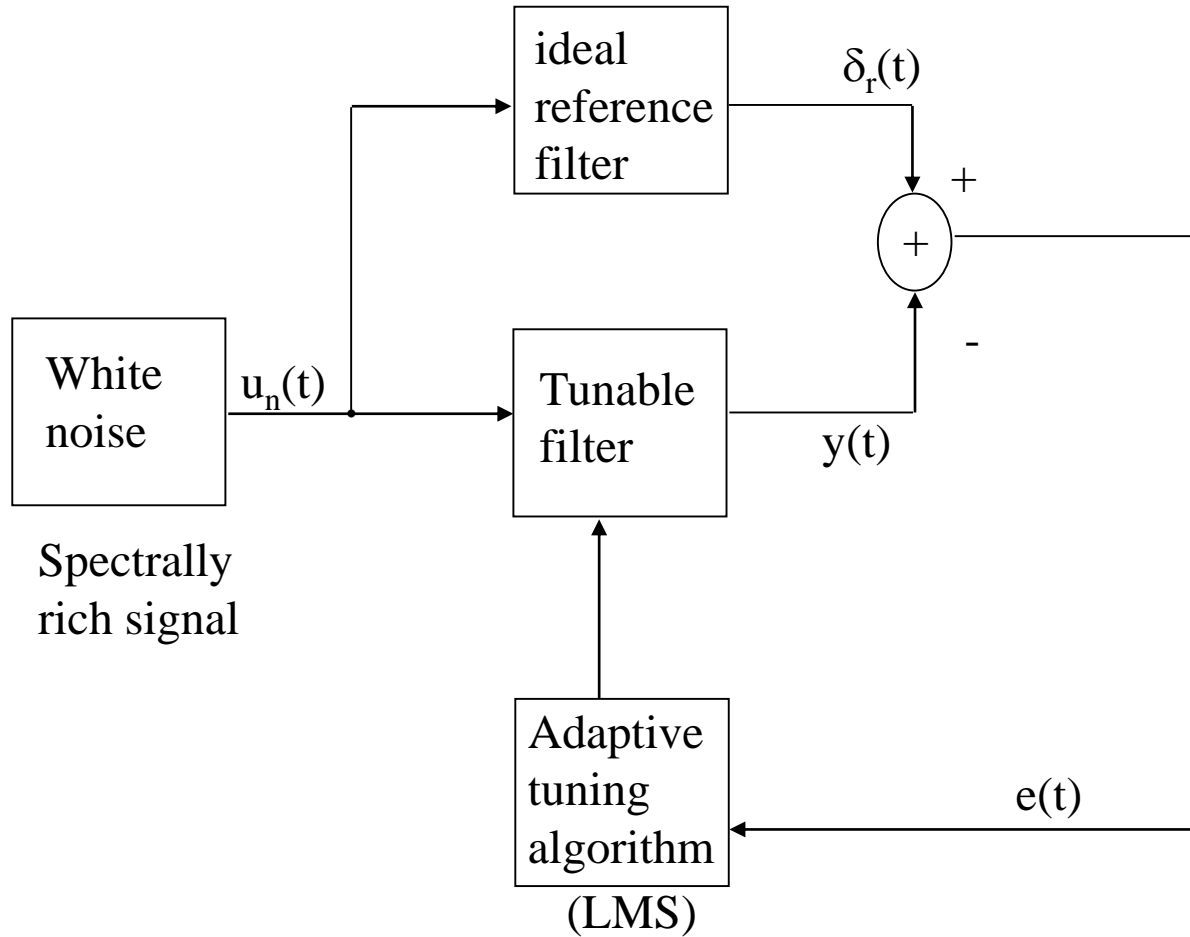 ideal
reference
filter
δr(t)
+
+
-
White
noise
un(t)
Tunable
filter
y(t)
Spectrally
rich signal
Adaptive
tuning
algorithm
(LMS)
e(t)